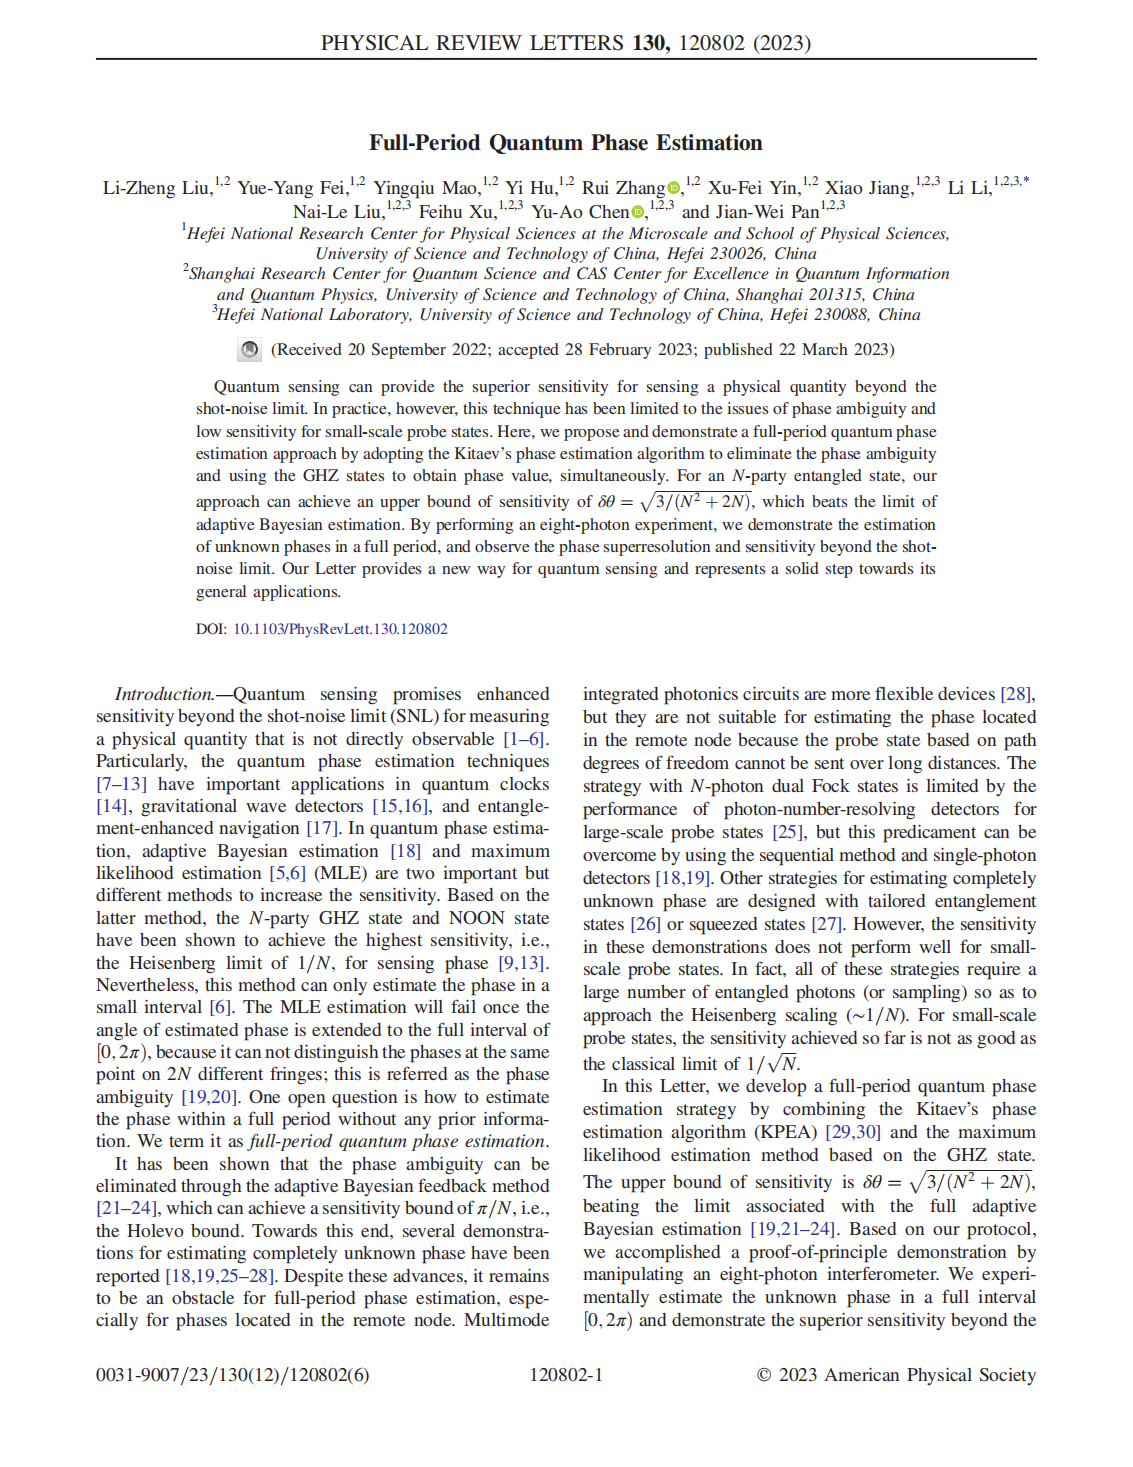 PHYSICAL REVIEW LETTERS 130, 120802 (2023)
Full-Period Quantum Phase Estimation
Li-Zheng Liu,1,2 Yue-Yang Fei,1,2 Yingqiu Mao,1,2 Yi Hu,1,2 Rui Zhang,1,2 Xu-Fei Yin,1,2 Xiao Jiang,1,2,3 Li Li,1,2,3,*
Nai-Le Liu,1,2,3 Feihu Xu,1,2,3 Yu-Ao Chen,1,2,3 and Jian-Wei Pan1,2,3
1Hefei National Research Center for Physical Sciences at the Microscale and School of Physical Sciences,
University of Science and Technology of China, Hefei 230026, China
2Shanghai Research Center for Quantum Science and CAS Center for Excellence in Quantum Information
and Quantum Physics, University of Science and Technology of China, Shanghai 201315, China
3Hefei National Laboratory, University of Science and Technology of China, Hefei 230088, China
(Received 20 September 2022; accepted 28 February 2023; published 22 March 2023)
Quantum sensing can provide the superior sensitivity for sensing a physical quantity beyond the
shot-noise limit. In practice, however, this technique has been limited to the issues of phase ambiguity and
low sensitivity for small-scale probe states. Here, we propose and demonstrate a full-period quantum phase
estimation approach by adopting the Kitaev's phase estimation algorithm to eliminate the phase ambiguity
and using the GHZ states to obtain phase value, simultaneously. For an N-party entangled state, our
approach can achieve an upper bound of sensitivity of δθ = √3/(N² + 2N), which beats the limit of
adaptive Bayesian estimation. By performing an eight-photon experiment, we demonstrate the estimation
of unknown phases in a full period, and observe the phase superresolution and sensitivity beyond the shot-
noise limit. Our Letter provides a new way for quantum sensing and represents a solid step towards its
general applications.
DOI: 10.1103/PhysRevLett.130.120802
Introduction.—Quantum sensing promises enhanced
sensitivity beyond the shot-noise limit (SNL) for measuring
a physical quantity that is not directly observable [1–6].
Particularly, the quantum phase estimation techniques
[7–13] have important applications in quantum clocks
[14], gravitational wave detectors [15,16], and entangle-
ment-enhanced navigation [17]. In quantum phase estima-
tion, adaptive Bayesian estimation [18] and maximum
likelihood estimation [5,6] (MLE) are two important but
different methods to increase the sensitivity. Based on the
latter method, the N-party GHZ state and NOON state
have been shown to achieve the highest sensitivity, i.e.,
the Heisenberg limit of 1/N, for sensing phase [9,13].
Nevertheless, this method can only estimate the phase in a
small interval [6]. The MLE estimation will fail once the
angle of estimated phase is extended to the full interval of
[0, 2π), because it can not distinguish the phases at the same
point on 2N different fringes; this is referred as the phase
ambiguity [19,20]. One open question is how to estimate
the phase within a full period without any prior informa-
tion. We term it as full-period quantum phase estimation.
It has been shown that the phase ambiguity can be
eliminated through the adaptive Bayesian feedback method
[21–24], which can achieve a sensitivity bound of π/N, i.e.,
the Holevo bound. Towards this end, several demonstra-
tions for estimating completely unknown phase have been
reported [18,19,25–28]. Despite these advances, it remains
to be an obstacle for full-period phase estimation, espe-
cially for phases located in the remote node. Multimode
integrated photonics circuits are more flexible devices [28],
but they are not suitable for estimating the phase located
in the remote node because the probe state based on path
degrees of freedom cannot be sent over long distances. The
strategy with N-photon dual Fock states is limited by the
performance of photon-number-resolving detectors for
large-scale probe states [25], but this predicament can be
overcome by using the sequential method and single-photon
detectors [18,19]. Other strategies for estimating completely
unknown phase are designed with tailored entanglement
states [26] or squeezed states [27]. However, the sensitivity
in these demonstrations does not perform well for small-
scale probe states. In fact, all of these strategies require a
large number of entangled photons (or sampling) so as to
approach the Heisenberg scaling (∼1/N). For small-scale
probe states, the sensitivity achieved so far is not as good as
the classical limit of 1/√N.
In this Letter, we develop a full-period quantum phase
estimation strategy by combining the Kitaev's phase
estimation algorithm (KPEA) [29,30] and the maximum
likelihood estimation method based on the GHZ state.
The upper bound of sensitivity is δθ = √3/(N² + 2N),
beating the limit associated with the full adaptive
Bayesian estimation [19,21–24]. Based on our protocol,
we accomplished a proof-of-principle demonstration by
manipulating an eight-photon interferometer. We experi-
mentally estimate the unknown phase in a full interval
[0, 2π) and demonstrate the superior sensitivity beyond the
0031-9007/23/130(12)/120802(6)
120802-1
© 2023 American Physical Society